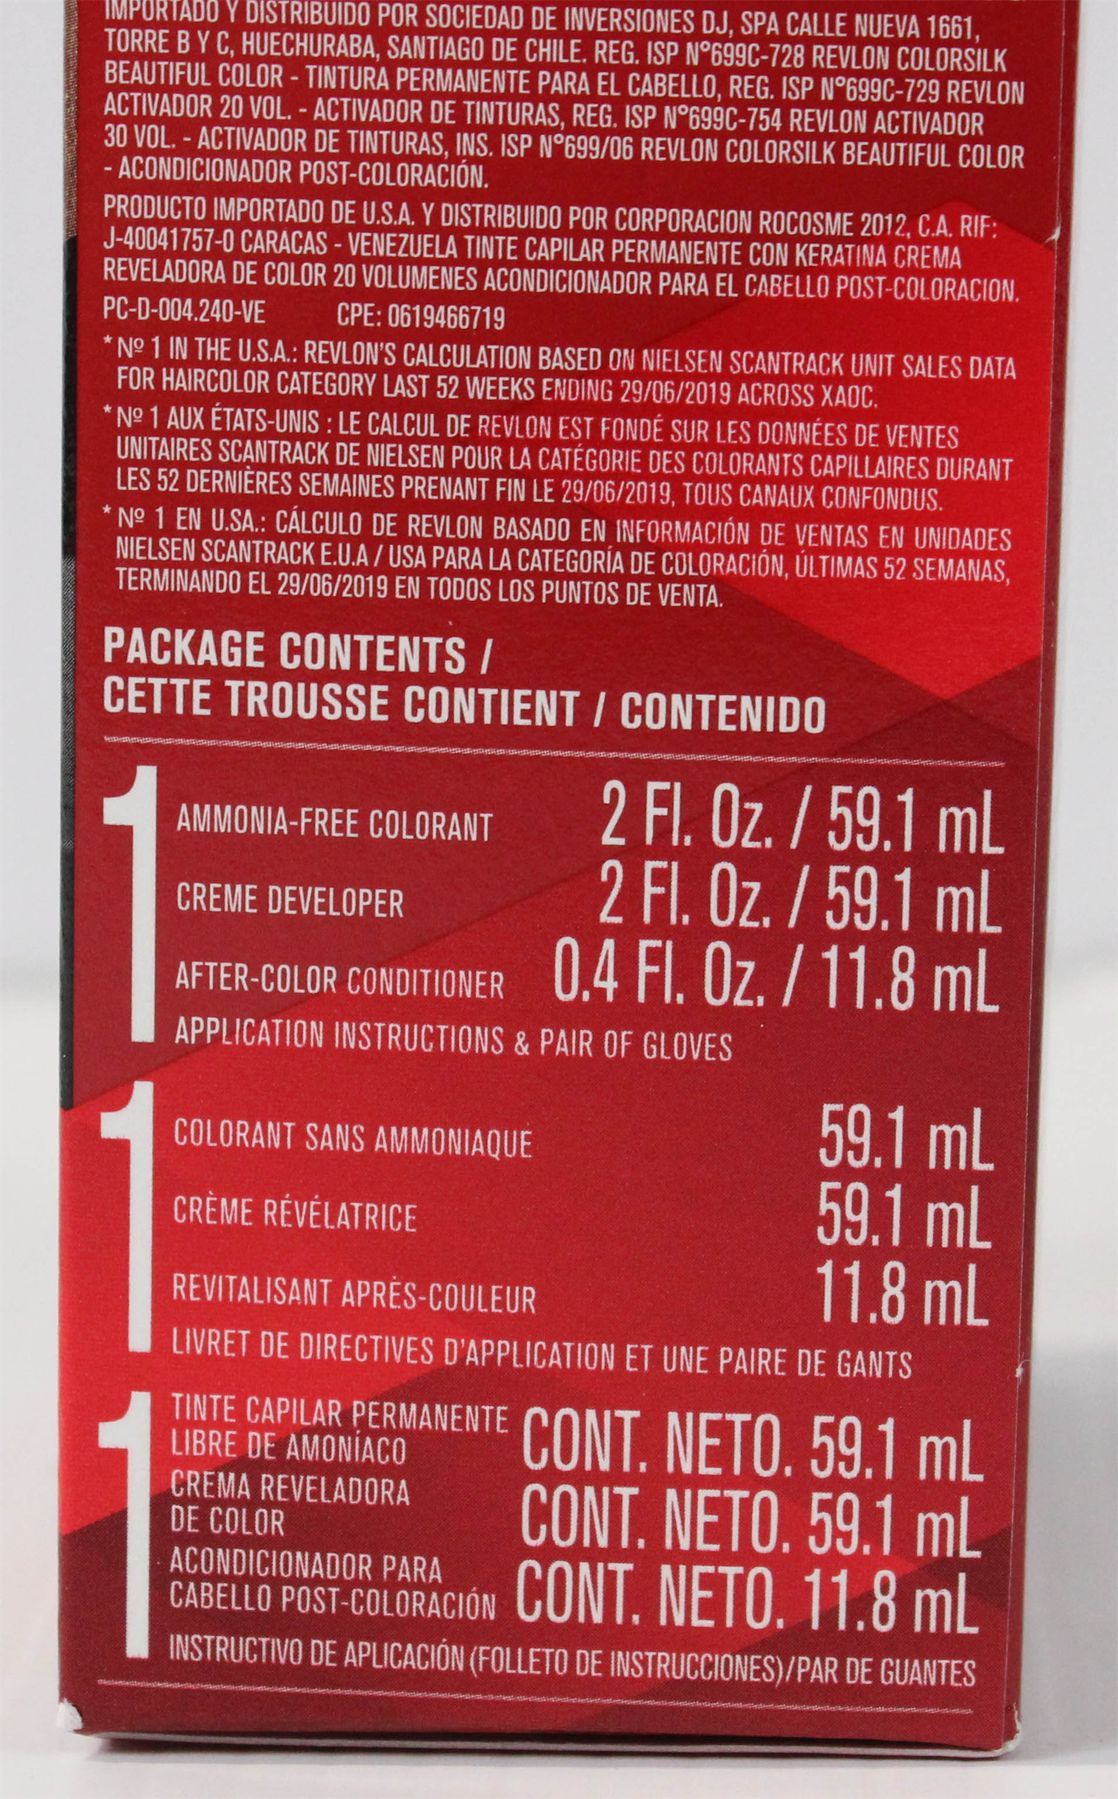 IMPORTADO Y DISTRIBUIDO POR SOCIEDAD DE INVERSIONES DJ, SPA CALLE NUEVA 1661,
TORRE B Y C, HUECHURABA, SANTIAGO DE CHILE. REG. ISP Nº699C-728 REVLON COLORSILK
BEAUTIFUL COLOR - TINTURA PERMANENTE PARA EL CABELLO, REG. ISP Nº699C-729 REVLON
ACTIVADOR 20 VOL. - ACTIVADOR DE TINTURAS, REG. ISP Nº699C-754 REVLON ACTIVADOR
30 VOL. - ACTIVADOR DE TINTURAS, INS. ISP Nº699/06 REVLON COLORSILK BEAUTIFUL COLOR
- ACONDICIONADOR POST-COLORACIÓN.
PRODUCTO IMPORTADO DE U.S.A. Y DISTRIBUIDO POR CORPORACION ROCOSME 2012, C.A. RIF:
J-40041757-0 CARACAS - VENEZUELA TINTE CAPILAR PERMANENTE CON KERATINA CREMA
REVELADORA DE COLOR 20 VOLUMENES ACONDICIONADOR PARA EL CABELLO POST-COLORACION.
PC-D-004.240-VE CPE: 0619466719
* Nº 1 IN THE U.S.A.: REVLON'S CALCULATION BASED ON NIELSEN SCANTRACK UNIT SALES DATA
FOR HAIRCOLOR CATEGORY LAST 52 WEEKS ENDING 29/06/2019 ACROSS XAOC.
* Nº 1 AUX ÉTATS-UNIS : LE CALCUL DE REVLON EST FONDÉ SUR LES DONNÉES DE VENTES
UNITAIRES SCANTRACK DE NIELSEN POUR LA CATÉGORIE DES COLORANTS CAPILLAIRES DURANT
LES 52 DERNIÈRES SEMAINES PRENANT FIN LE 29/06/2019, TOUS CANAUX CONFONDUS.
* Nº 1 EN U.SA.: CÁLCULO DE REVLON BASADO EN INFORMACIÓN DE VENTAS EN UNIDADES
NIELSEN SCANTRACK E.U.A / USA PARA LA CATEGORÍA DE COLORACIÓN, ÚLTIMAS 52 SEMANAS,
TERMINANDO EL 29/06/2019 EN TODOS LOS PUNTOS DE VENTA.
PACKAGE CONTENTS /
CETTE TROUSSE CONTIENT / CONTENIDO
1
AMMONIA-FREE COLORANT 2 Fl. Oz. / 59.1 mL
CREME DEVELOPER 2 Fl. Oz. / 59.1 mL
AFTER-COLOR CONDITIONER 0.4 Fl. Oz. / 11.8 mL
APPLICATION INSTRUCTIONS & PAIR OF GLOVES
1
COLORANT SANS AMMONIAQUE 59.1 mL
CRÈME RÉVÉLATRICE 59.1 mL
REVITALISANT APRÈS-COULEUR 11.8 mL
LIVRET DE DIRECTIVES D'APPLICATION ET UNE PAIRE DE GANTS
1
TINTE CAPILAR PERMANENTE
LIBRE DE AMONÍACO
CONT. NETO. 59.1 mL
CREMA REVELADORA
DE COLOR
CONT. NETO. 59.1 mL
ACONDICIONADOR PARA
CABELLO POST-COLORACIÓN
CONT. NETO. 11.8 mL
INSTRUCTIVO DE APLICACIÓN (FOLLETO DE INSTRUCCIONES)/PAR DE GUANTES